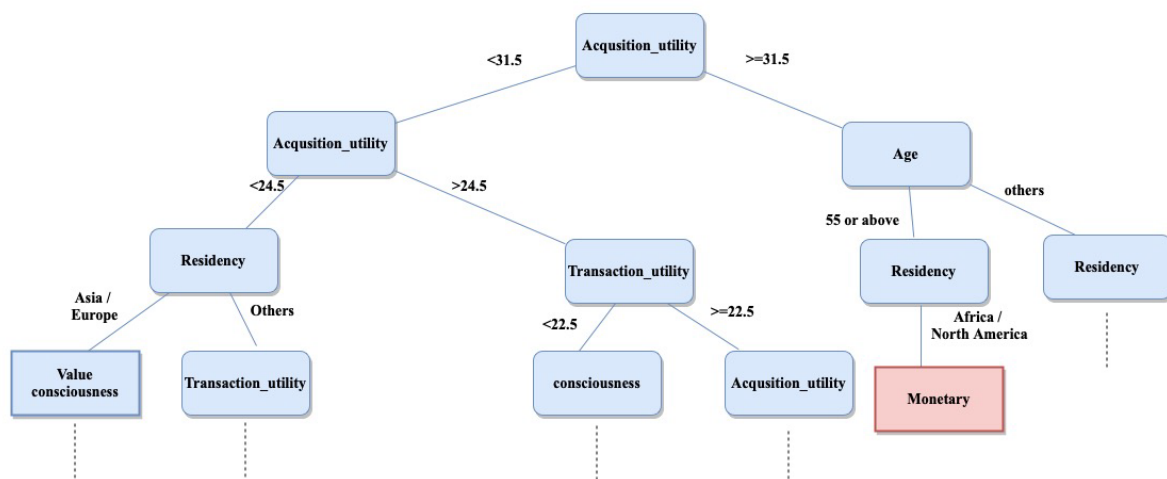 Acqusition_utility
<31.5
>=31.5
Acqusition_utility
Age
<24.5
>24.5
55 or above
others
Residency
Transaction_utility
Residency
Residency
Asia /
Europe
Others
<22.5
>=22.5
Africa /
North America
Value
consciousness
Transaction_utility
consciousness
Acqusition_utility
Monetary